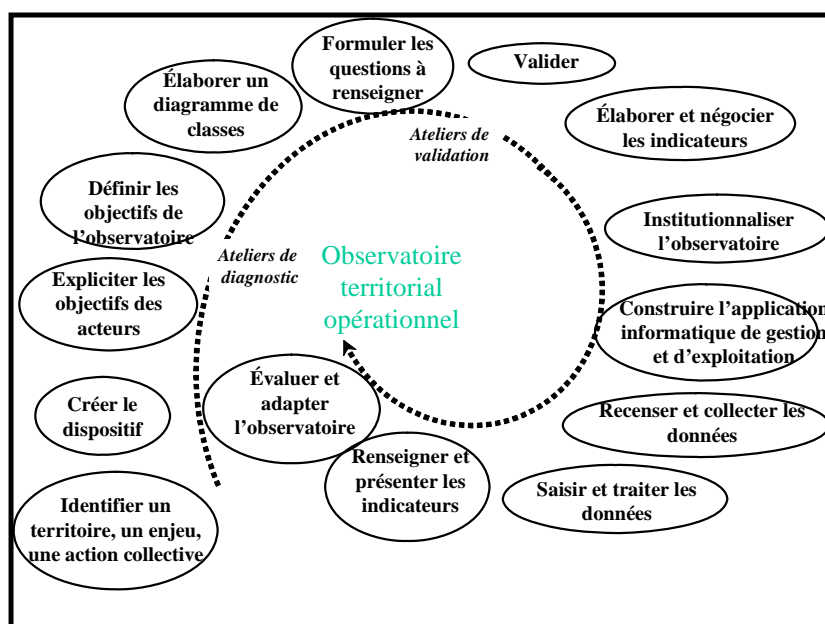 Formuler les
questions à
renseigner
Valider
Élaborer un
diagramme de
classes
Élaborer et négocier
les indicateurs
Ateliers de
validation
Définir les
objectifs de
l'observatoire
Institutionnaliser
l'observatoire
Ateliers de
diagnostic
Observatoire
territorial
opérationnel
Expliciter les
objectifs des
acteurs
Construire l'application
informatique de gestion
et d'exploitation
Évaluer et
adapter
l'observatoire
Créer le
dispositif
Recenser et collecter les
données
Renseigner et
présenter les
indicateurs
Saisir et traiter les
données
Identifier un
territoire, un enjeu,
une action collective